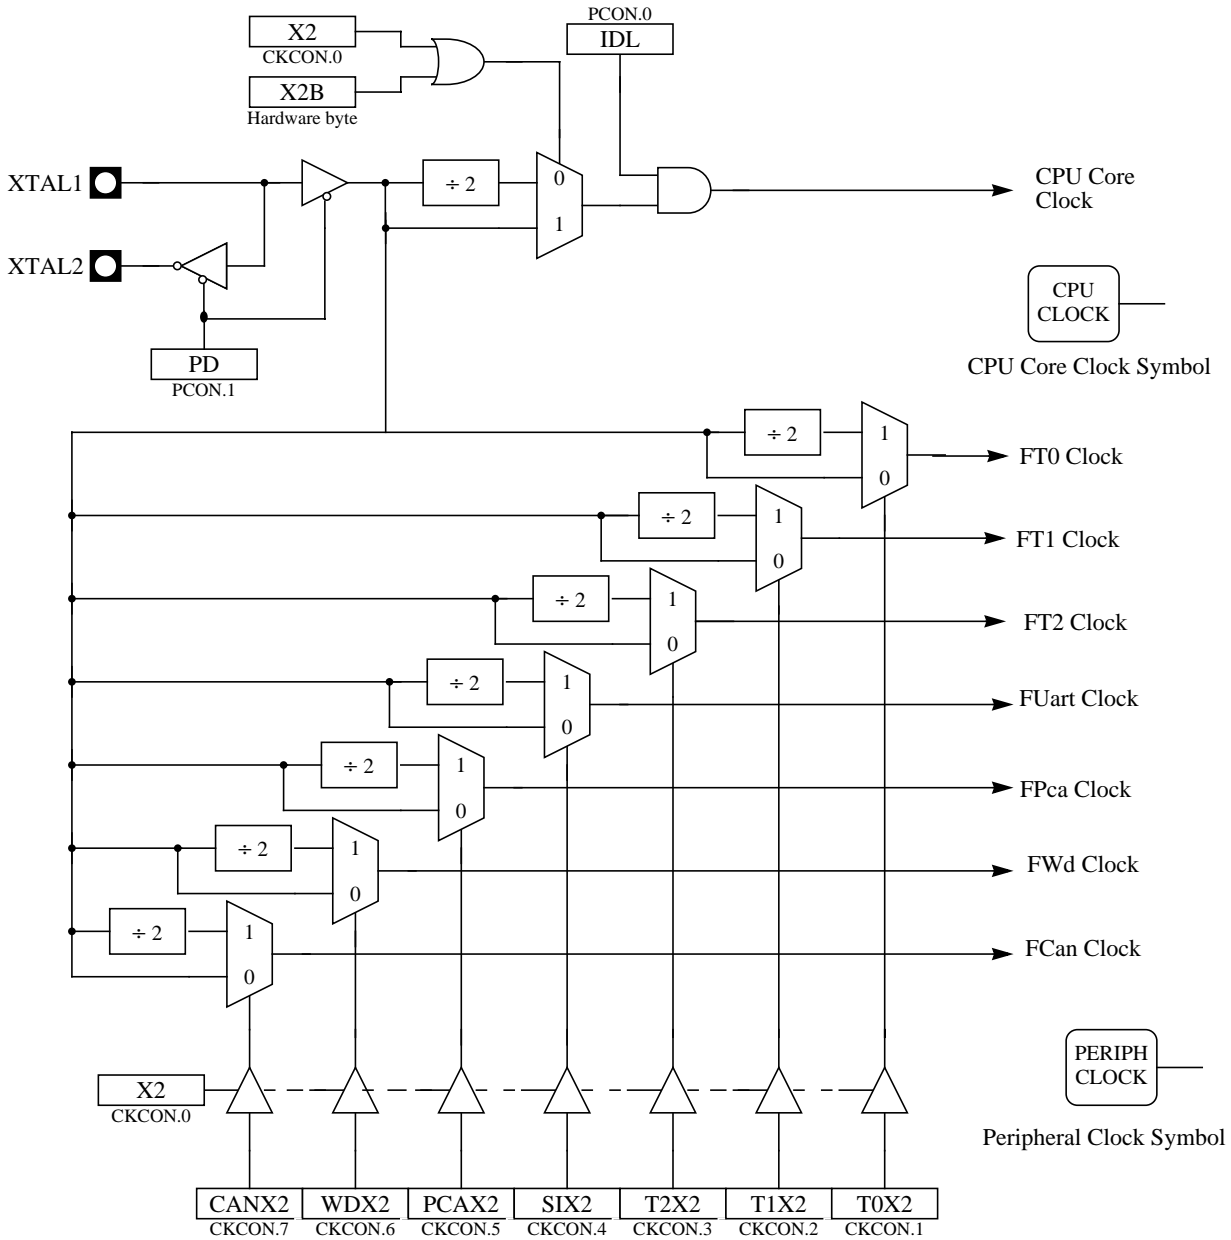 X2
CKCON.0
X2B
Hardware byte
PCON.0
IDL
XTAL1
÷ 2
0
1
CPU Core
Clock
XTAL2
PD
PCON.1
CPU
CLOCK
CPU Core Clock Symbol
÷ 2
1
0
FT0 Clock
÷ 2
1
0
FT1 Clock
÷ 2
1
0
FT2 Clock
÷ 2
1
0
FUart Clock
÷ 2
1
0
FPca Clock
÷ 2
1
0
FWd Clock
÷ 2
1
0
FCan Clock
X2
CKCON.0
PERIPH
CLOCK
Peripheral Clock Symbol
CANX2
CKCON.7
WDX2
CKCON.6
PCAX2
CKCON.5
SIX2
CKCON.4
T2X2
CKCON.3
T1X2
CKCON.2
T0X2
CKCON.1